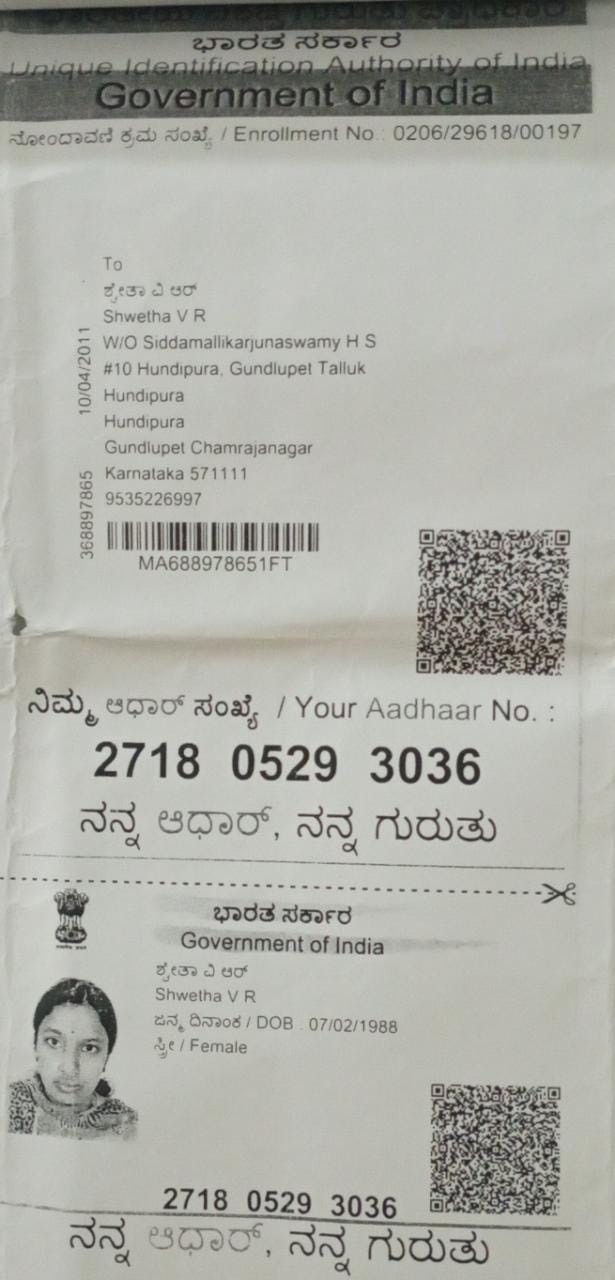 ಭಾರತ ಸರ್ಕಾರ
Unique Identification Authority of India
Government of India
ನೋಂದಾವಣಿ ಕ್ರಮ ಸಂಖ್ಯೆ / Enrollment No.: 0206/29618/00197
To
ಶ್ವೇತಾ ವಿ ಆರ್
Shwetha V R
W/O Siddamallikarjunaswamy H S
#10 Hundipura, Gundlupet Talluk
Hundipura
Hundipura
Gundlupet Chamrajanagar
Karnataka 571111
9535226997
10/04/2011
368897865
MA688978651FT
ನಿಮ್ಮ ಆಧಾರ್ ಸಂಖ್ಯೆ / Your Aadhaar No. :
2718 0529 3036
ನನ್ನ ಆಧಾರ್, ನನ್ನ ಗುರುತು
ಭಾರತ ಸರ್ಕಾರ
Government of India
ಶ್ವೇತಾ ವಿ ಆರ್
Shwetha V R
ಜನ್ಮ ದಿನಾಂಕ / DOB : 07/02/1988
ಸ್ತ್ರೀ / Female
2718 0529 3036
ನನ್ನ ಆಧಾರ್, ನನ್ನ ಗುರುತು